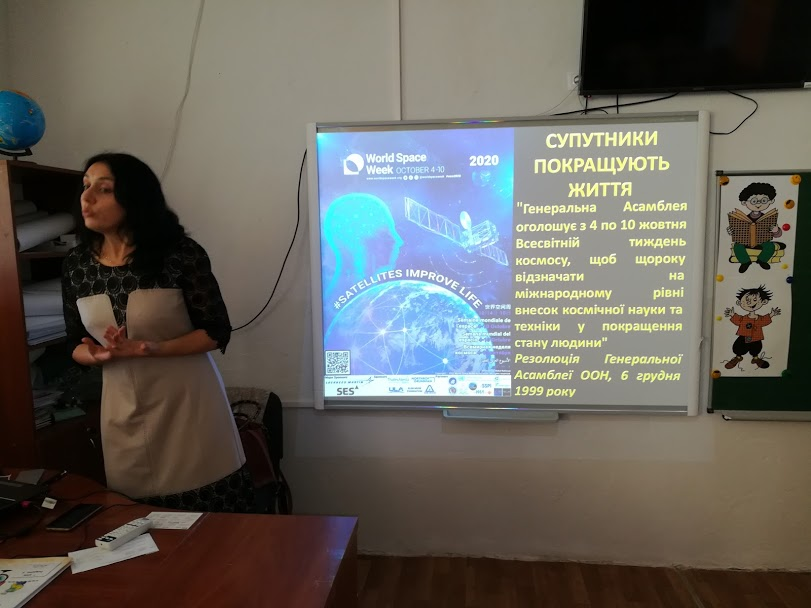 World Space
Week OCTOBER 4-10
2020
#SATELLITES IMPROVE LIFE
SES
ULA
СУПУТНИКИ
ПОКРАЩУЮТЬ
ЖИТТЯ
"Генеральна Асамблея
оголошує з 4 по 10 жовтня
Всесвітній тиждень
космосу, щоб щороку
відзначати на
міжнародному рівні
внесок космічної науки та
техніки у покращення
стану людини"
Резолюція Генеральної
Асамблеї ООН, 6 грудня
1999 року